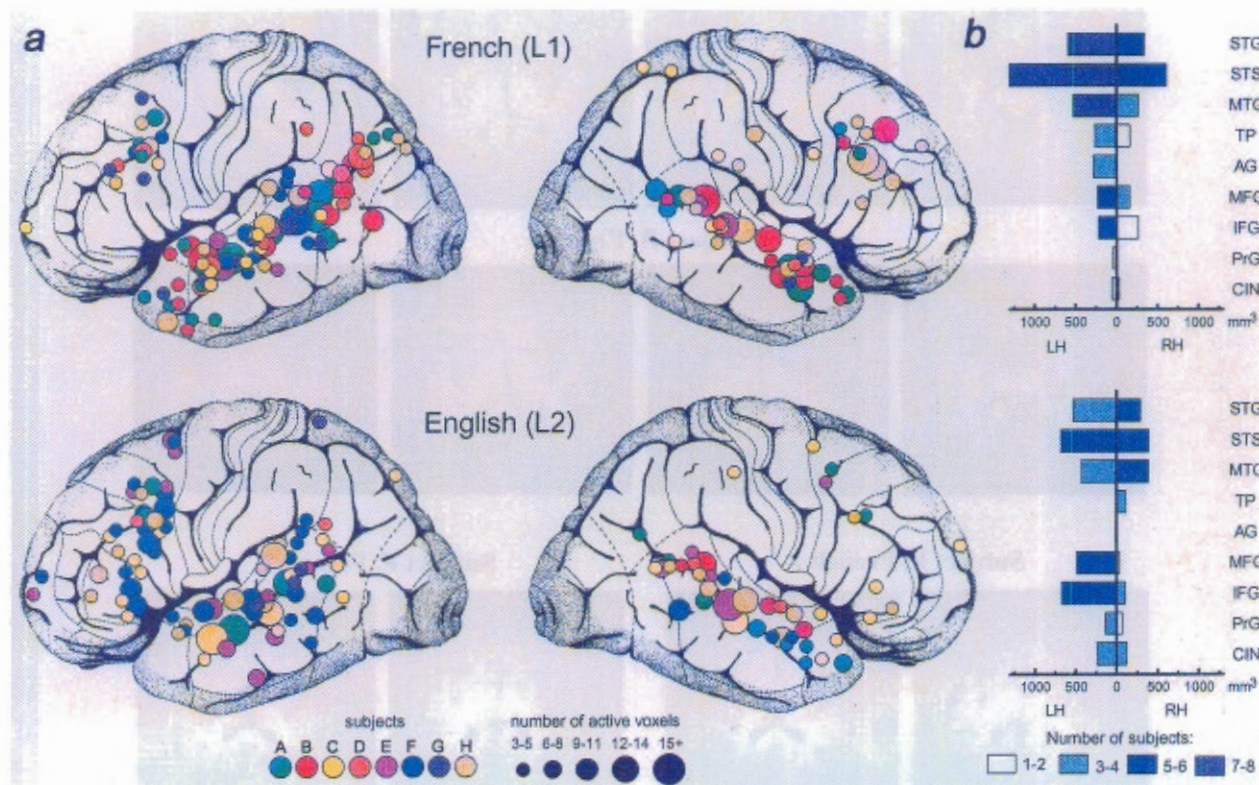 a
French (L1)
b
STG
STS
MTG
TP
AG
MFG
IFG
PrG
CIN
1000 500 0 500 1000 mm³
LH RH
English (L2)
STG
STS
MTG
TP
AG
MFG
IFG
PrG
CIN
1000 500 0 500 1000 mm³
LH RH
subjects
A B C D E F G H
number of active voxels
3-5 6-8 9-11 12-14 15+
Number of subjects:
1-2 3-4 5-6 7-8